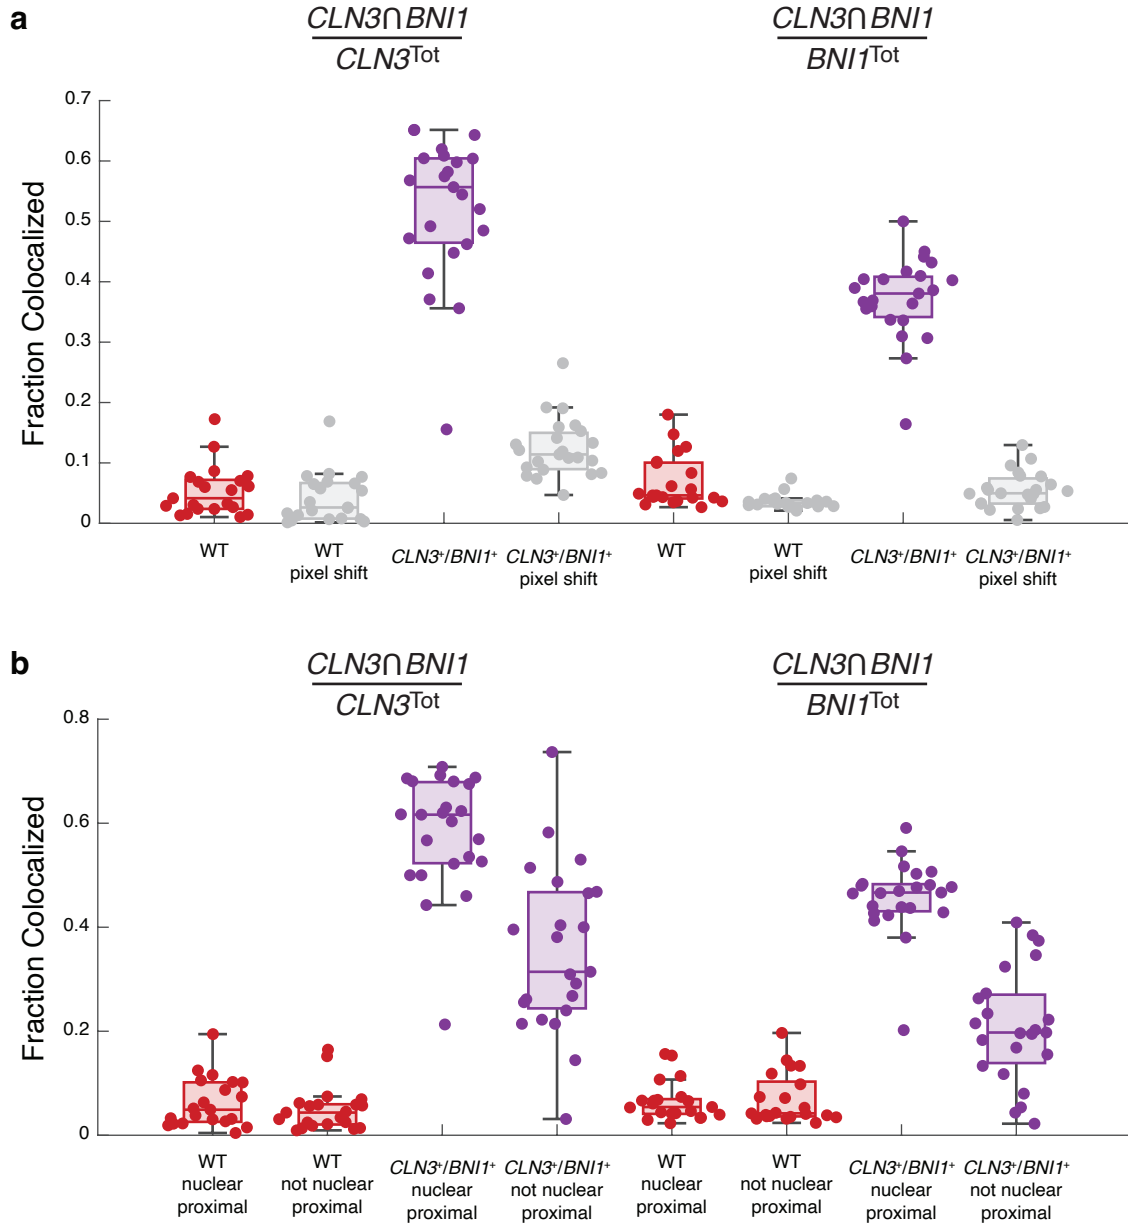 a
CLN3∩BNI1
CLN3Tot
CLN3∩BNI1
BNI1Tot
Fraction Colocalized
0.7
0.6
0.5
0.4
0.3
0.2
0.1
0
WT
WT
pixel shift
CLN3+/BNI1+
CLN3+/BNI1+
pixel shift
WT
WT
pixel shift
CLN3+/BNI1+
CLN3+/BNI1+
pixel shift
b
CLN3∩BNI1
CLN3Tot
CLN3∩BNI1
BNI1Tot
Fraction Colocalized
0.8
0.6
0.4
0.2
0
WT
nuclear
proximal
WT
not nuclear
proximal
CLN3+/BNI1+
nuclear
proximal
CLN3+/BNI1+
not nuclear
proximal
WT
nuclear
proximal
WT
not nuclear
proximal
CLN3+/BNI1+
nuclear
proximal
CLN3+/BNI1+
not nuclear
proximal